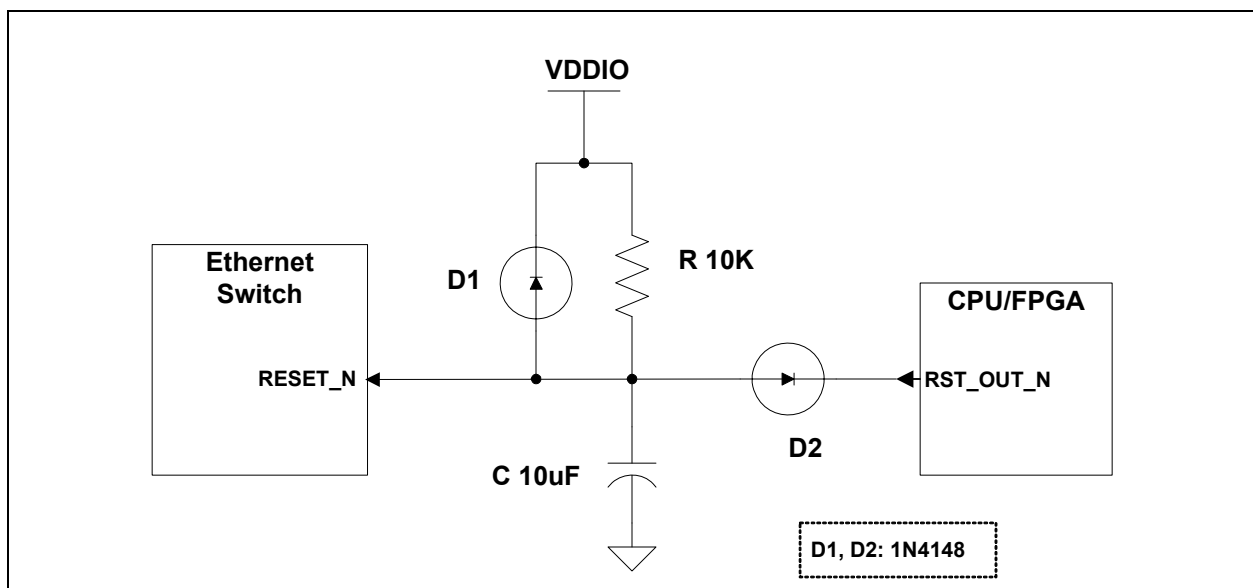 VDDIO
Ethernet
Switch
D1
R 10K
CPU/FPGA
RESET_N
RST_OUT_N
D2
C 10uF
D1, D2: 1N4148